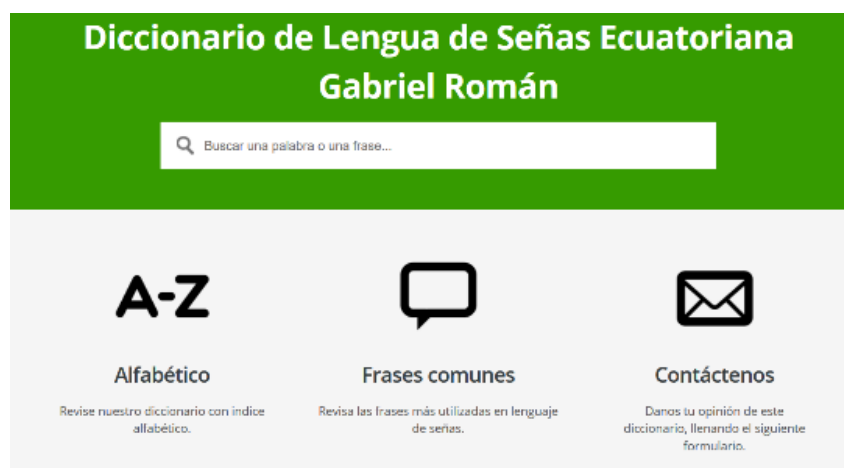 Diccionario de Lengua de Señas Ecuatoriana
Gabriel Román
Buscar una palabra o una frase...
A-Z
Alfabético
Revise nuestro diccionario con indice
alfabético.
Frases comunes
Revisa las frases más utilizadas en lenguaje
de señas.
Contáctenos
Danos tu opinión de este
diccionario, llenando el siguiente
formulario.